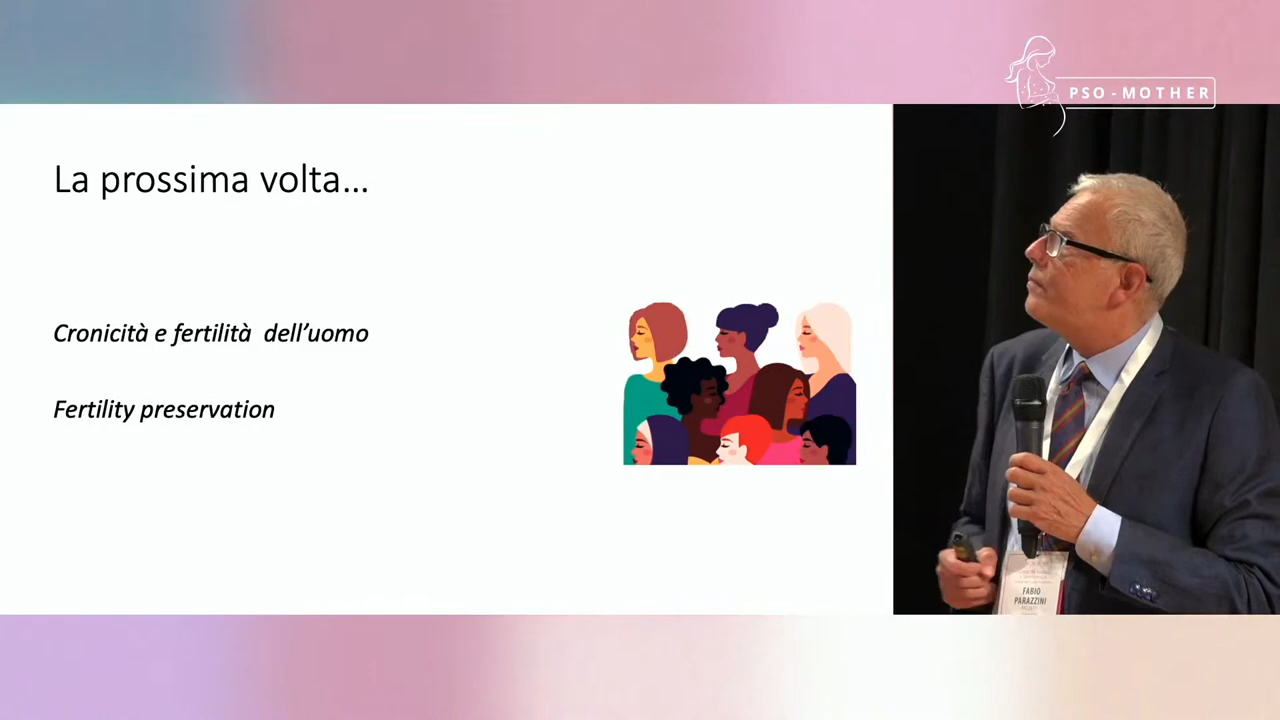 PSO-MOTHER
La prossima volta...
Cronicità e fertilità dell'uomo
Fertility preservation
FABIO
PARAZZINI